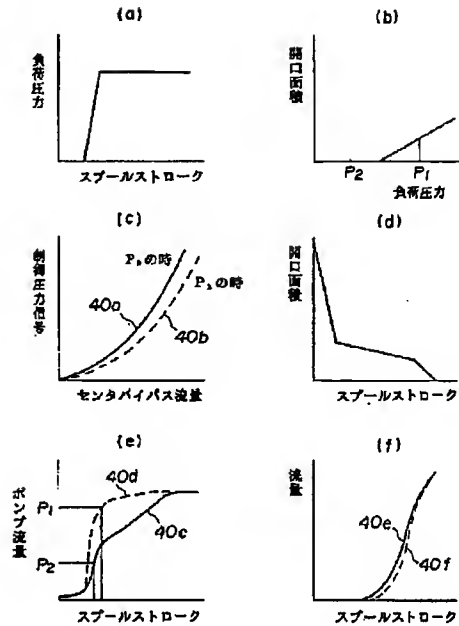 (a)
負荷圧力
スプールストローク
(b)
開口面積
P2
P1
負荷圧力
[c)
制御圧力信号
P0の時
P1の時
40a
40b
センタバイパス流量
(d)
開口面積
スプールストローク
(e)
ポンプ流量
P1
P2
40d
40c
スプールストローク
(f)
流量
40e
40f
スプールストローク